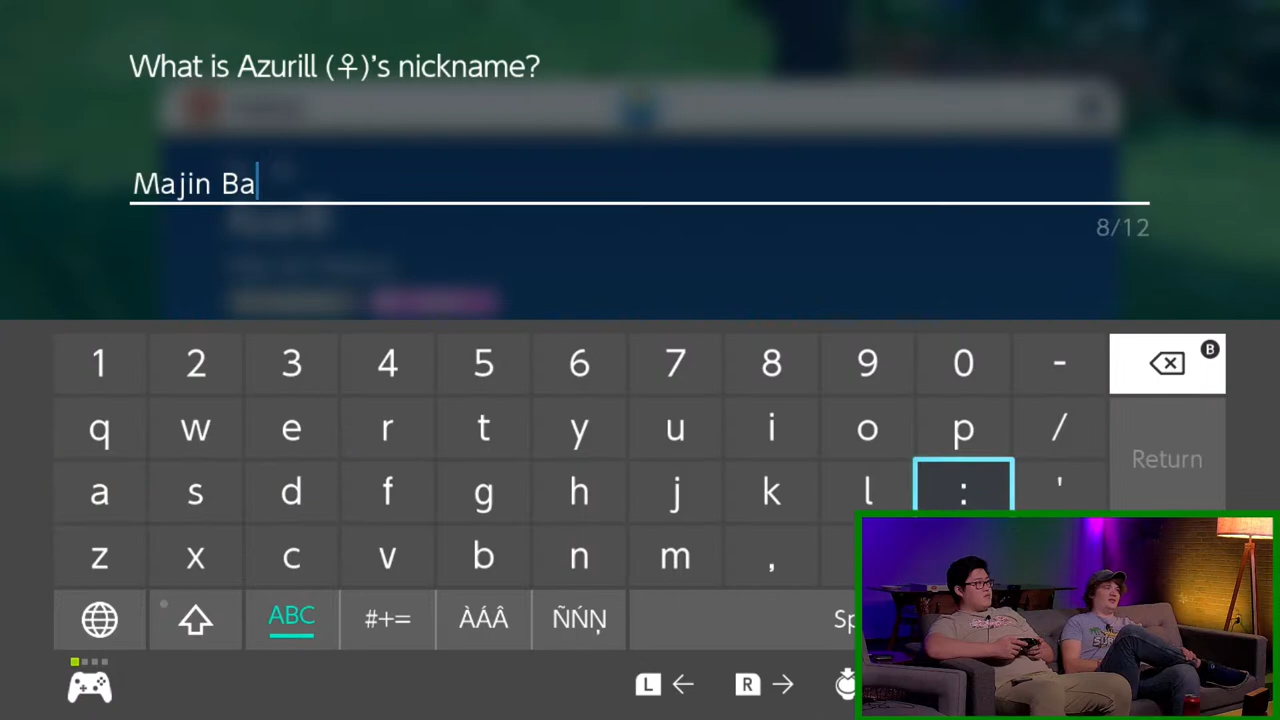 What is Azurill (♀)'s nickname?
Majin Ba
8/12
1 2 3 4 5 6 7 8 9 0 -
B
q w e r t y u i o p /
Return
a s d f g h j k l : '
z x c v b n m ,
ABC #+= ÀÁÂ ÑŃŅ Sp
L ← R →